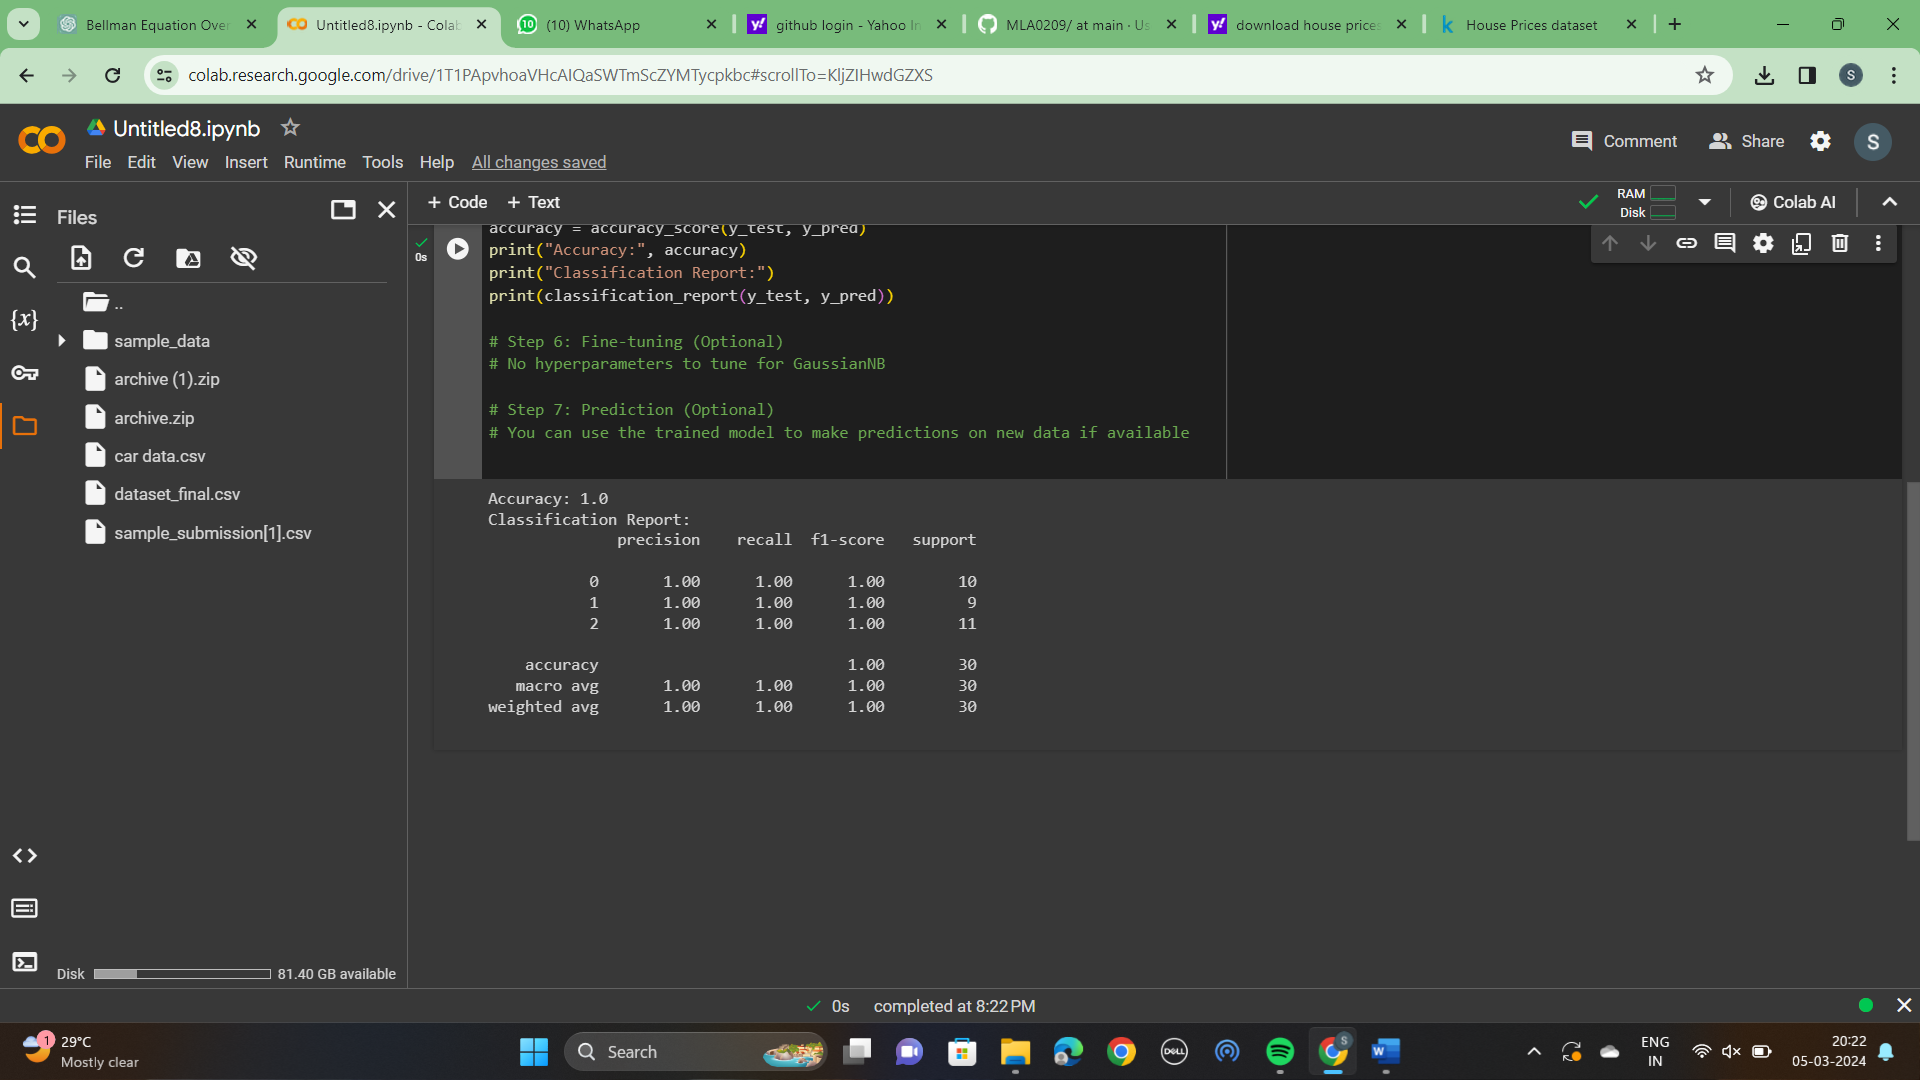 Bellman Equation Over
Untitled8.ipynb - Colab
(10) WhatsApp
github login - Yahoo In
MLA0209/ at main · Us
download house prices
House Prices dataset
colab.research.google.com/drive/1T1PApvhoaVHcAIQaSWTmScZYMTycpkbc#scrollTo=KljZIHwdGZXS
S
Untitled8.ipynb
File Edit View Insert Runtime Tools Help All changes saved
Comment
Share
S
Files
+ Code + Text
RAM
Disk
Colab AI
..
sample_data
archive (1).zip
archive.zip
car data.csv
dataset_final.csv
sample_submission[1].csv
Disk
81.40 GB available
{x}
0s
accuracy = accuracy_score(y_test, y_pred)
print("Accuracy:", accuracy)
print("Classification Report:")
print(classification_report(y_test, y_pred))
# Step 6: Fine-tuning (Optional)
# No hyperparameters to tune for GaussianNB
# Step 7: Prediction (Optional)
# You can use the trained model to make predictions on new data if available
Accuracy: 1.0
Classification Report:
precision recall f1-score support
0 1.00 1.00 1.00 10
1 1.00 1.00 1.00 9
2 1.00 1.00 1.00 11
accuracy 1.00 30
macro avg 1.00 1.00 1.00 30
weighted avg 1.00 1.00 1.00 30
0s completed at 8:22 PM
1
29°C
Mostly clear
Search
DELL
S
W
ENG
IN
20:22
05-03-2024